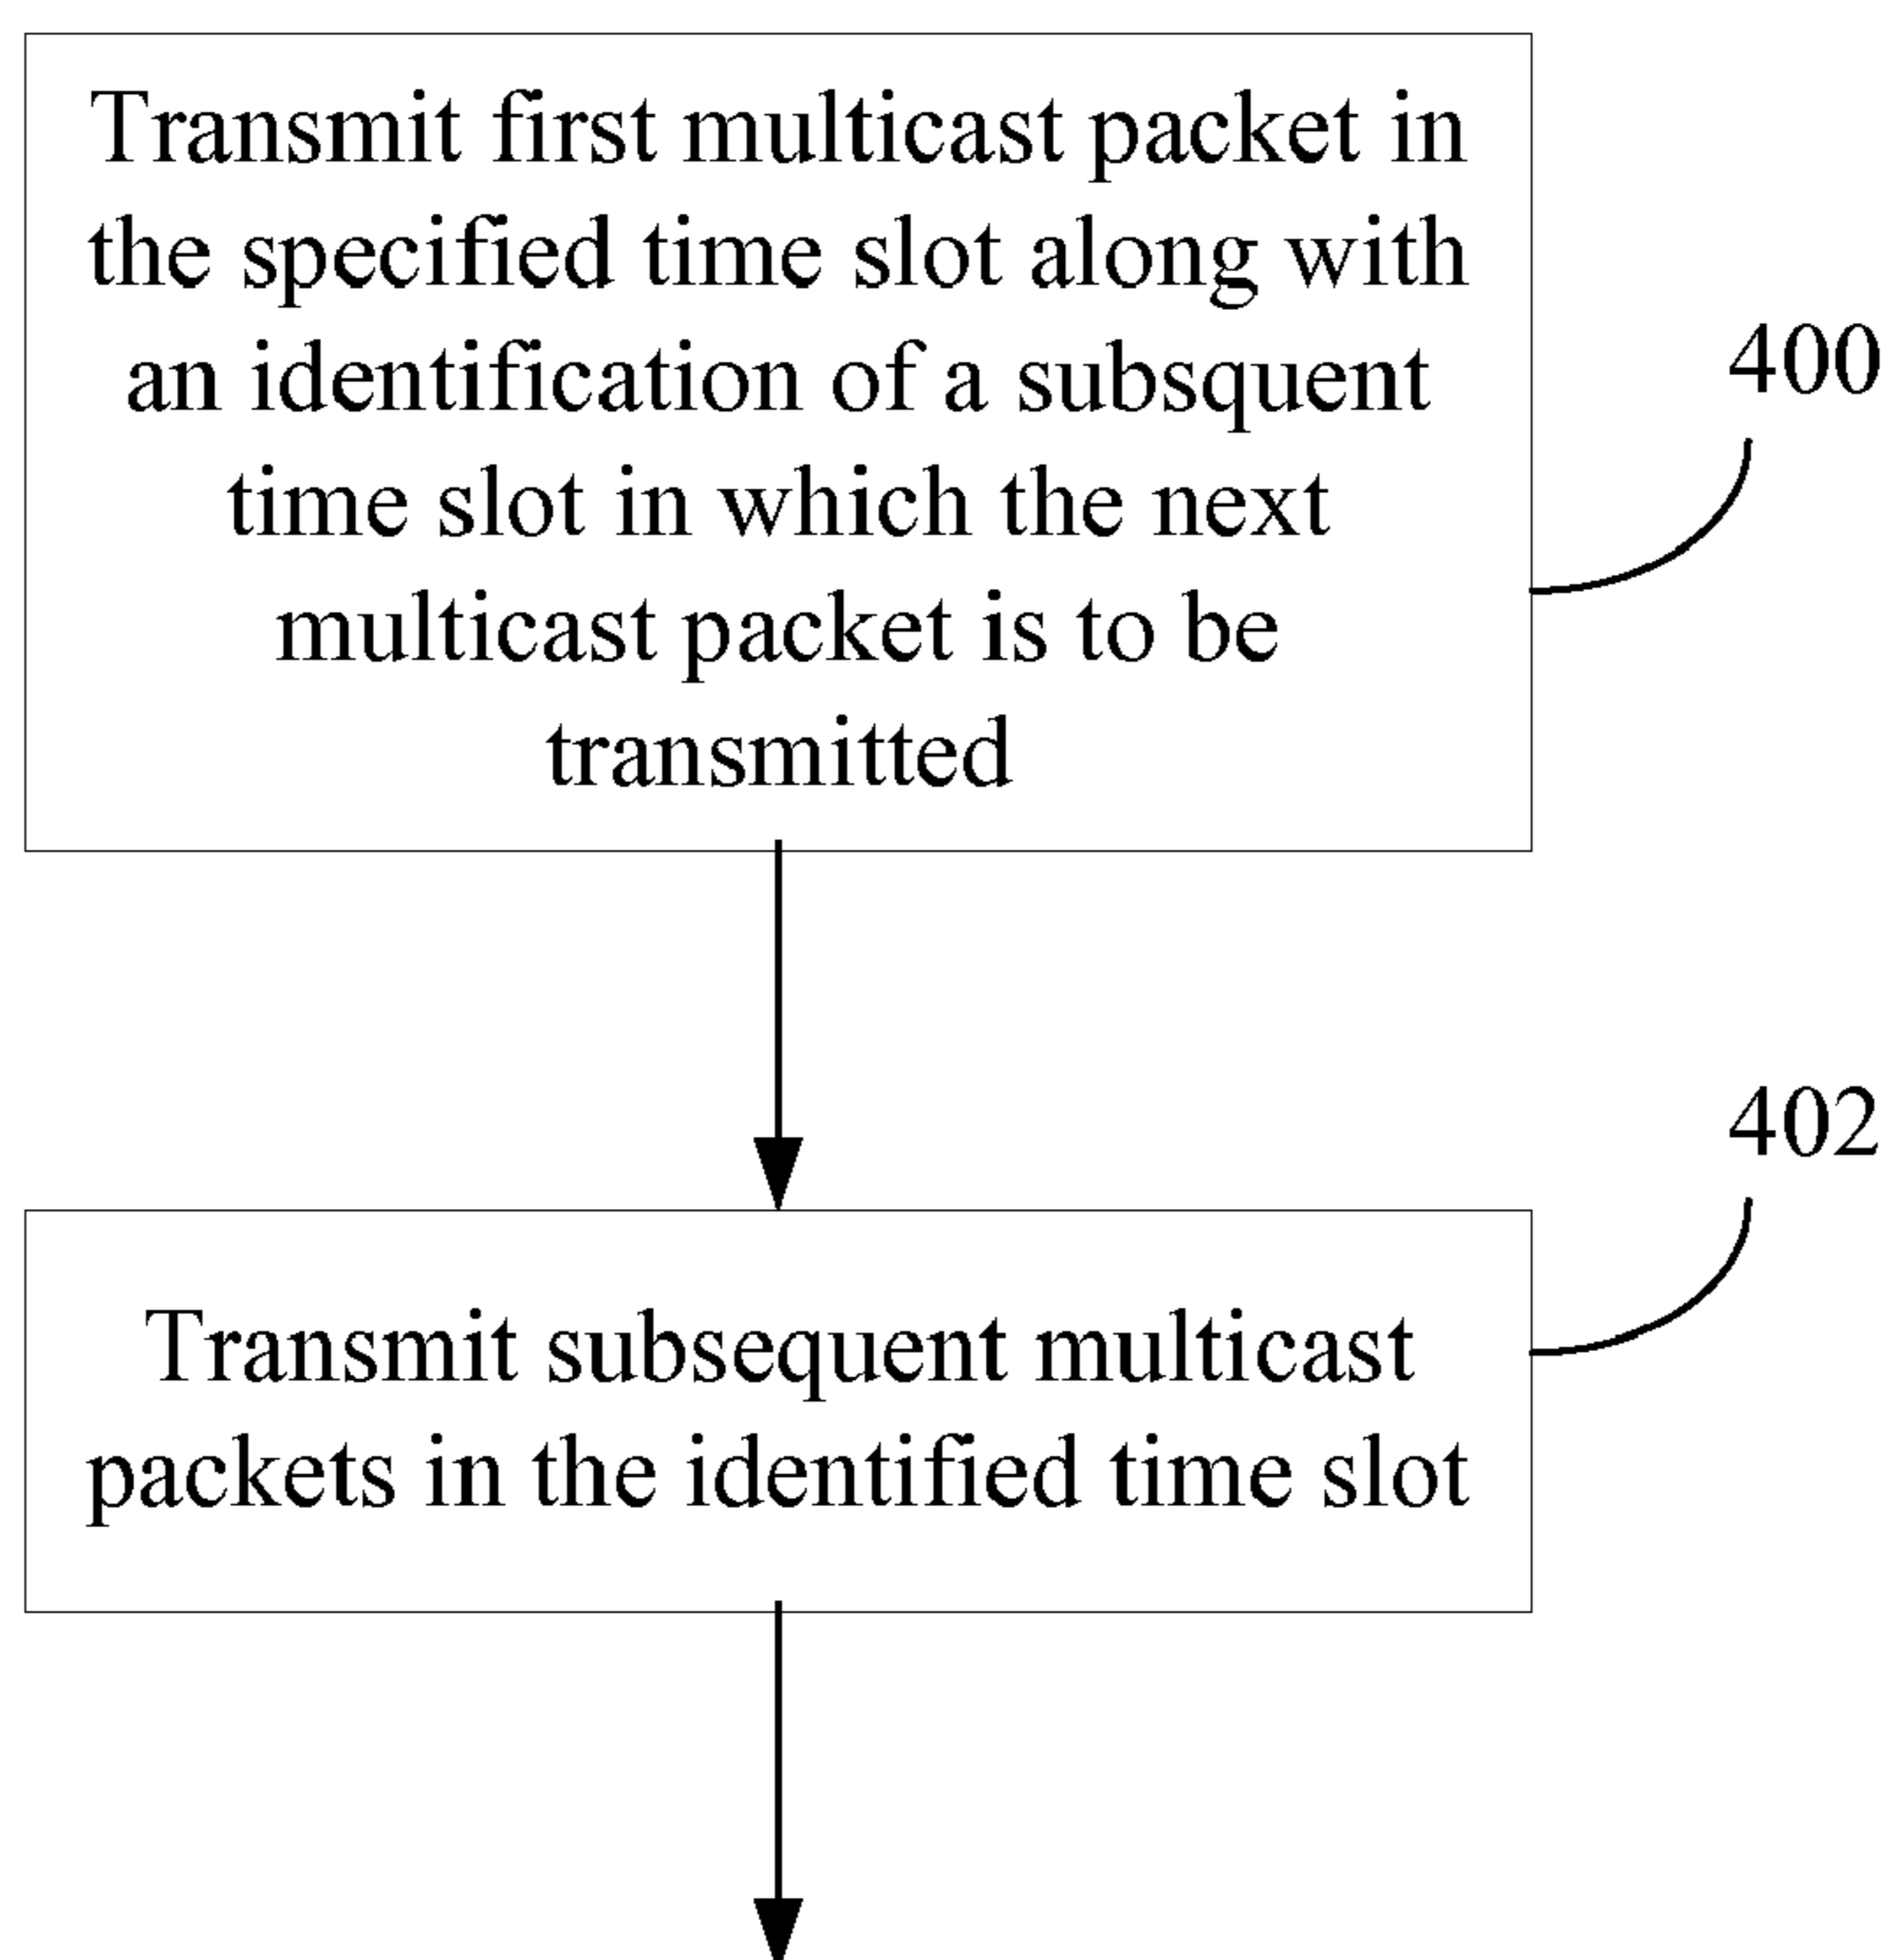 Transmit first multicast packet in
the specified time slot along with
an identification of a subsquent
time slot in which the next
multicast packet is to be
transmitted
400
402
Transmit subsequent multicast
packets in the identified time slot